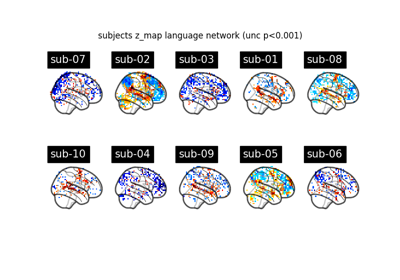 subjects z_map language network (unc p<0.001)
sub-07 sub-02 sub-03 sub-01 sub-08
sub-10 sub-04 sub-09 sub-05 sub-06